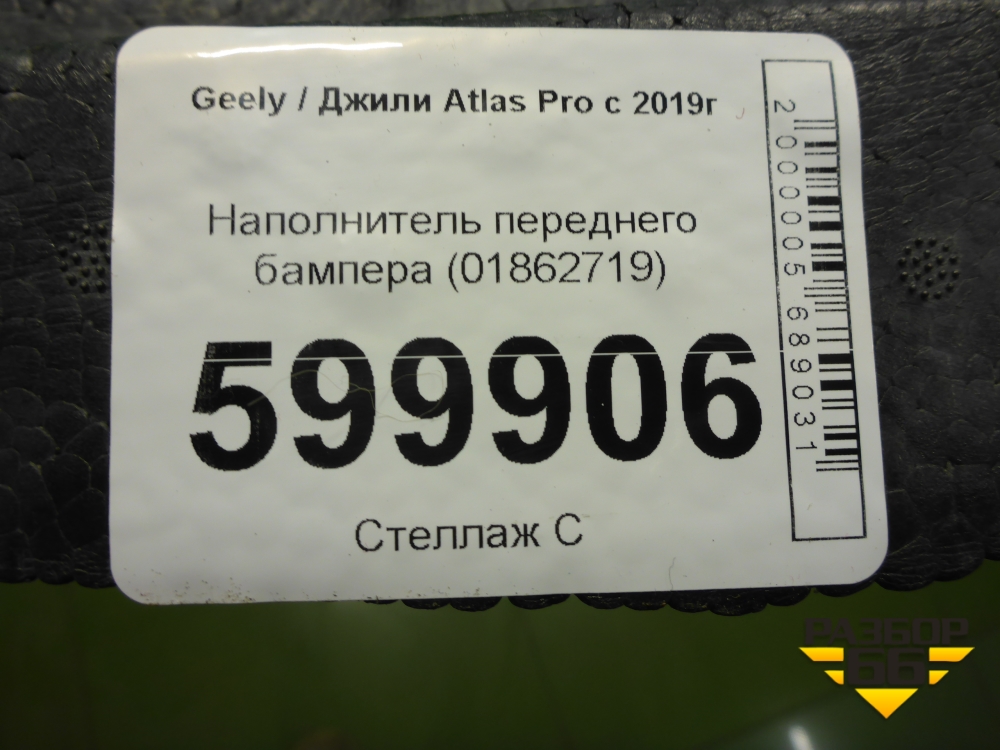 Geely / Джили Atlas Pro с 2019г
Наполнитель переднего
бампера (01862719)
599906
Стеллаж С
2000005689031
РАЗБОР
66